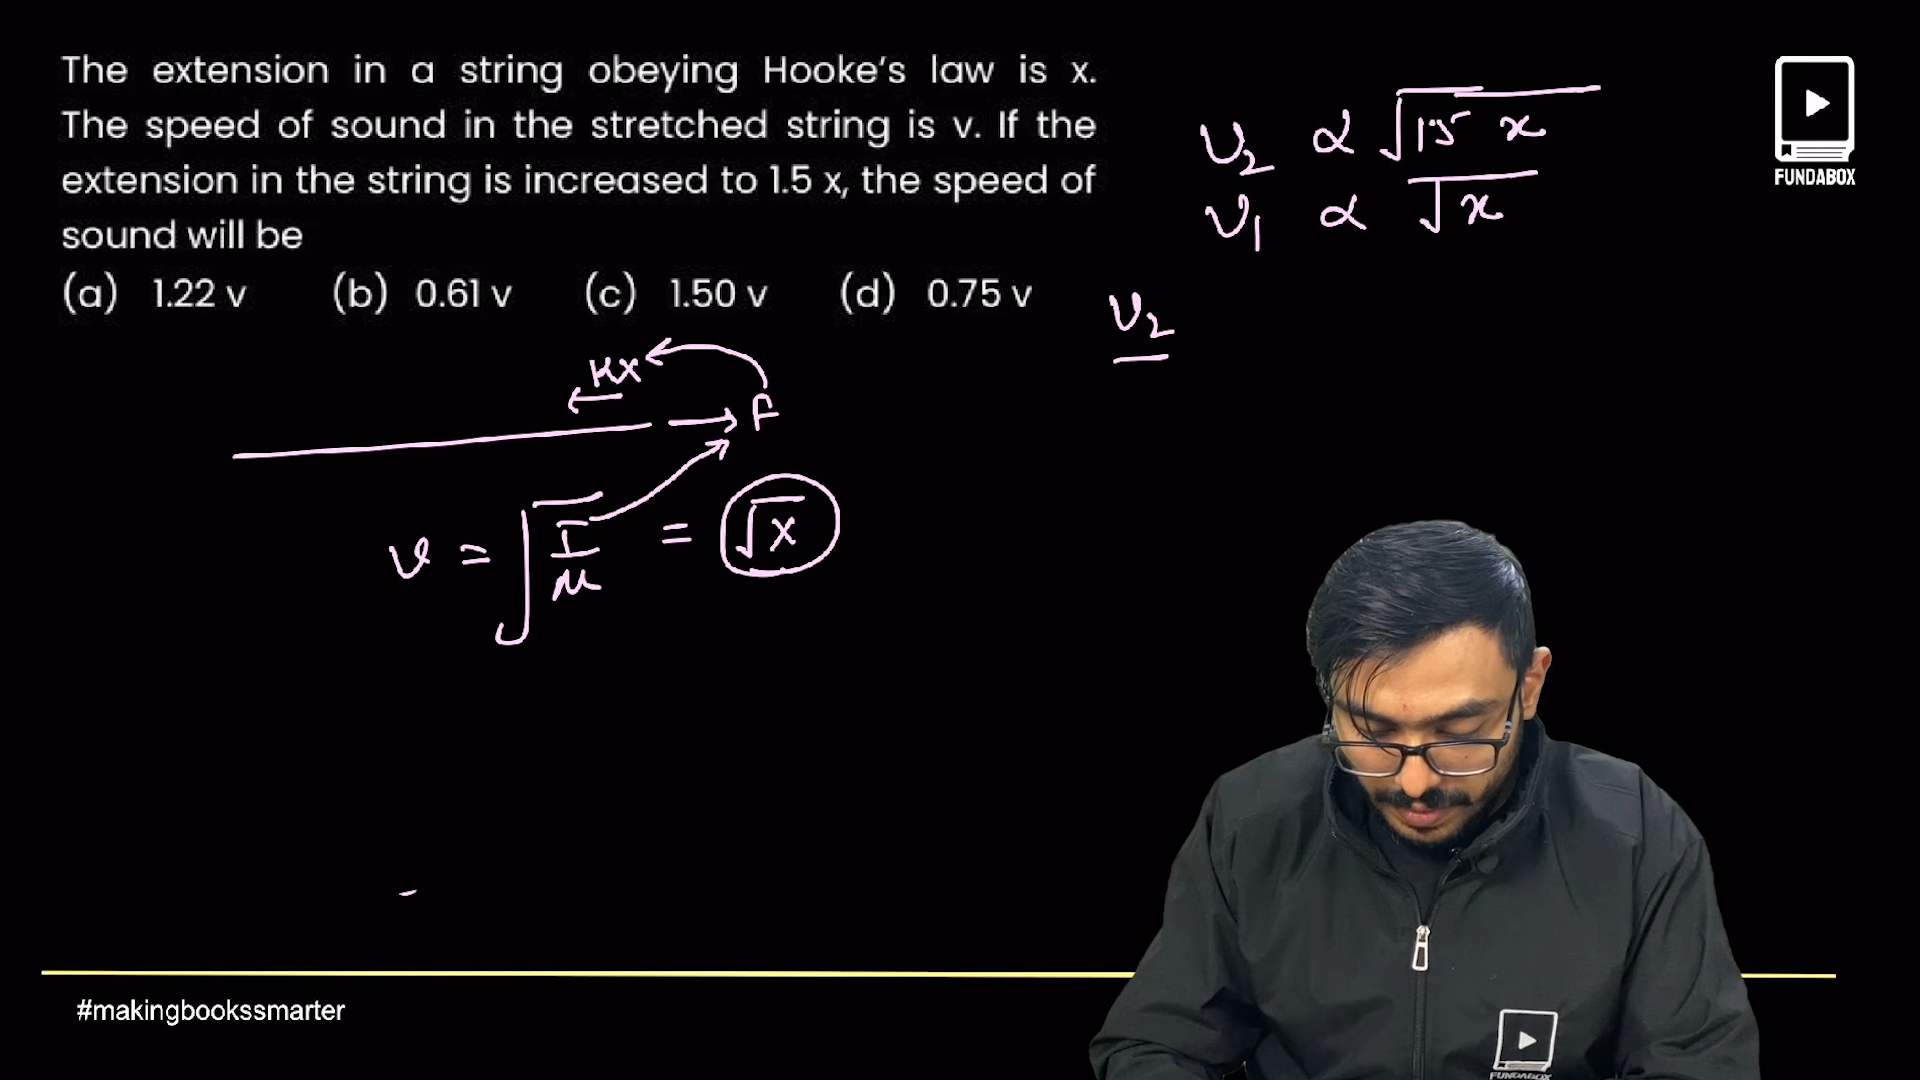 The extension in a string obeying Hooke's law is x.
The speed of sound in the stretched string is v. If the
extension in the string is increased to 1.5 x, the speed of
sound will be
(a) 1.22 v (b) 0.61 v (c) 1.50 v (d) 0.75 v
v₂ ∝ √1.5 x
v₁ ∝ √x
v₂
FUNDABOX
Kx
F
v = √T/μ = √x
#makingbookssmarter
FUNDABOX